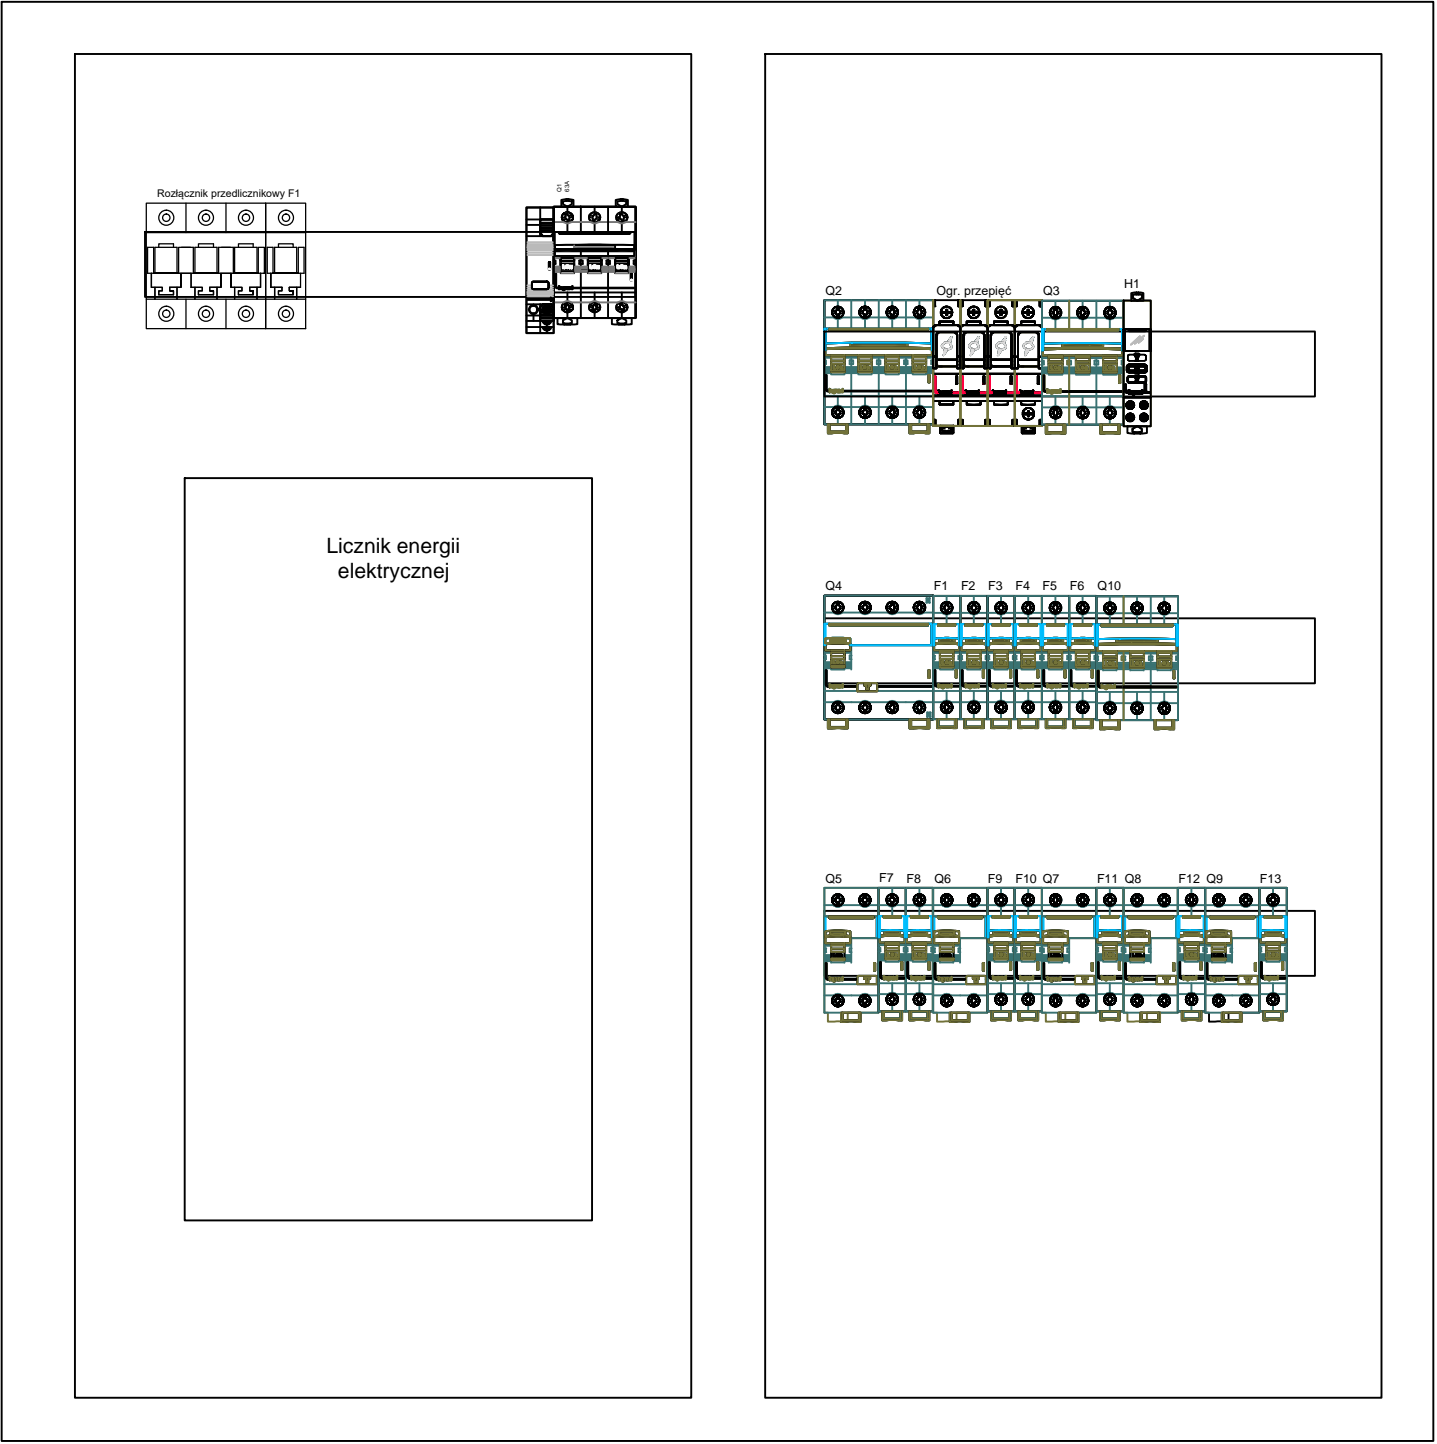 Rozłącznik przedlicznikowy F1
Q1
63A
Licznik energii
elektrycznej
Q2 Ogr. przepięć Q3 H1
Q4 F1 F2 F3 F4 F5 F6 Q10
Q5 F7 F8 Q6 F9 F10 Q7 F11 Q8 F12 Q9 F13